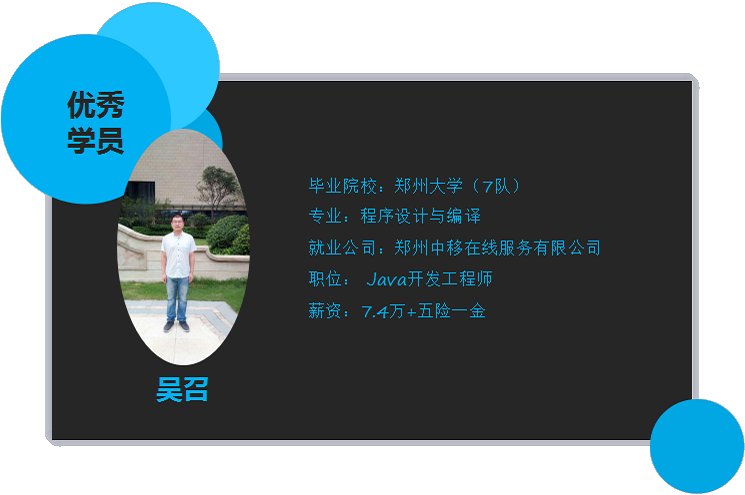 优秀
学员
毕业院校：郑州大学（7队）
专业：程序设计与编译
就业公司：郑州中移在线服务有限公司
职位： Java开发工程师
薪资：7.4万+五险一金
吴召